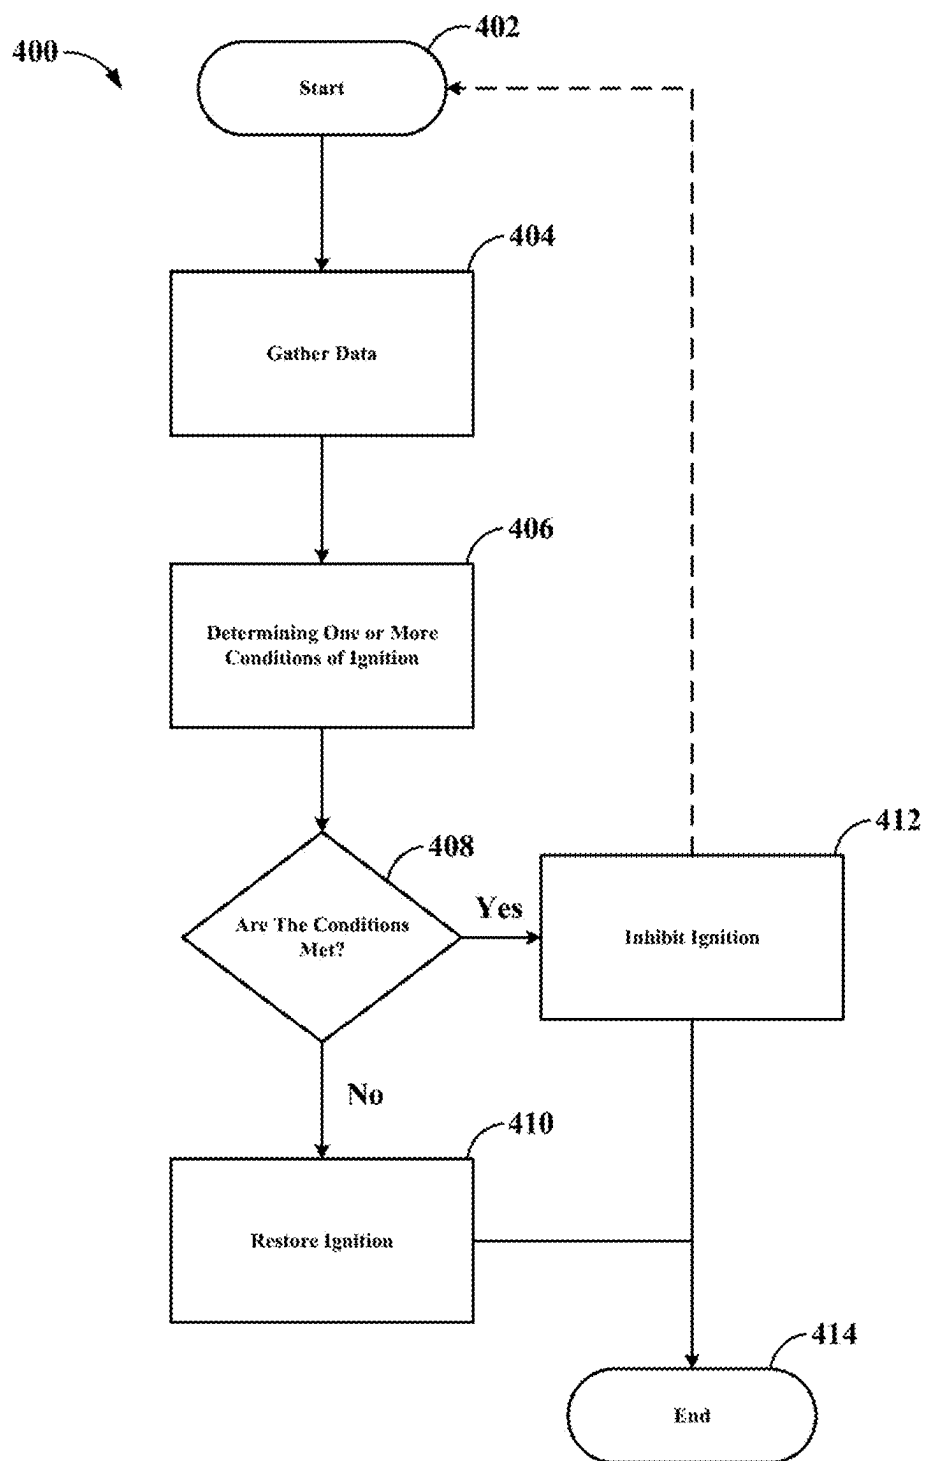 400
402
Start
404
Gather Data
406
Determining One or More
Conditions of Ignition
408
Are The Conditions
Met?
Yes
412
Inhibit Ignition
No
410
Restore Ignition
414
End